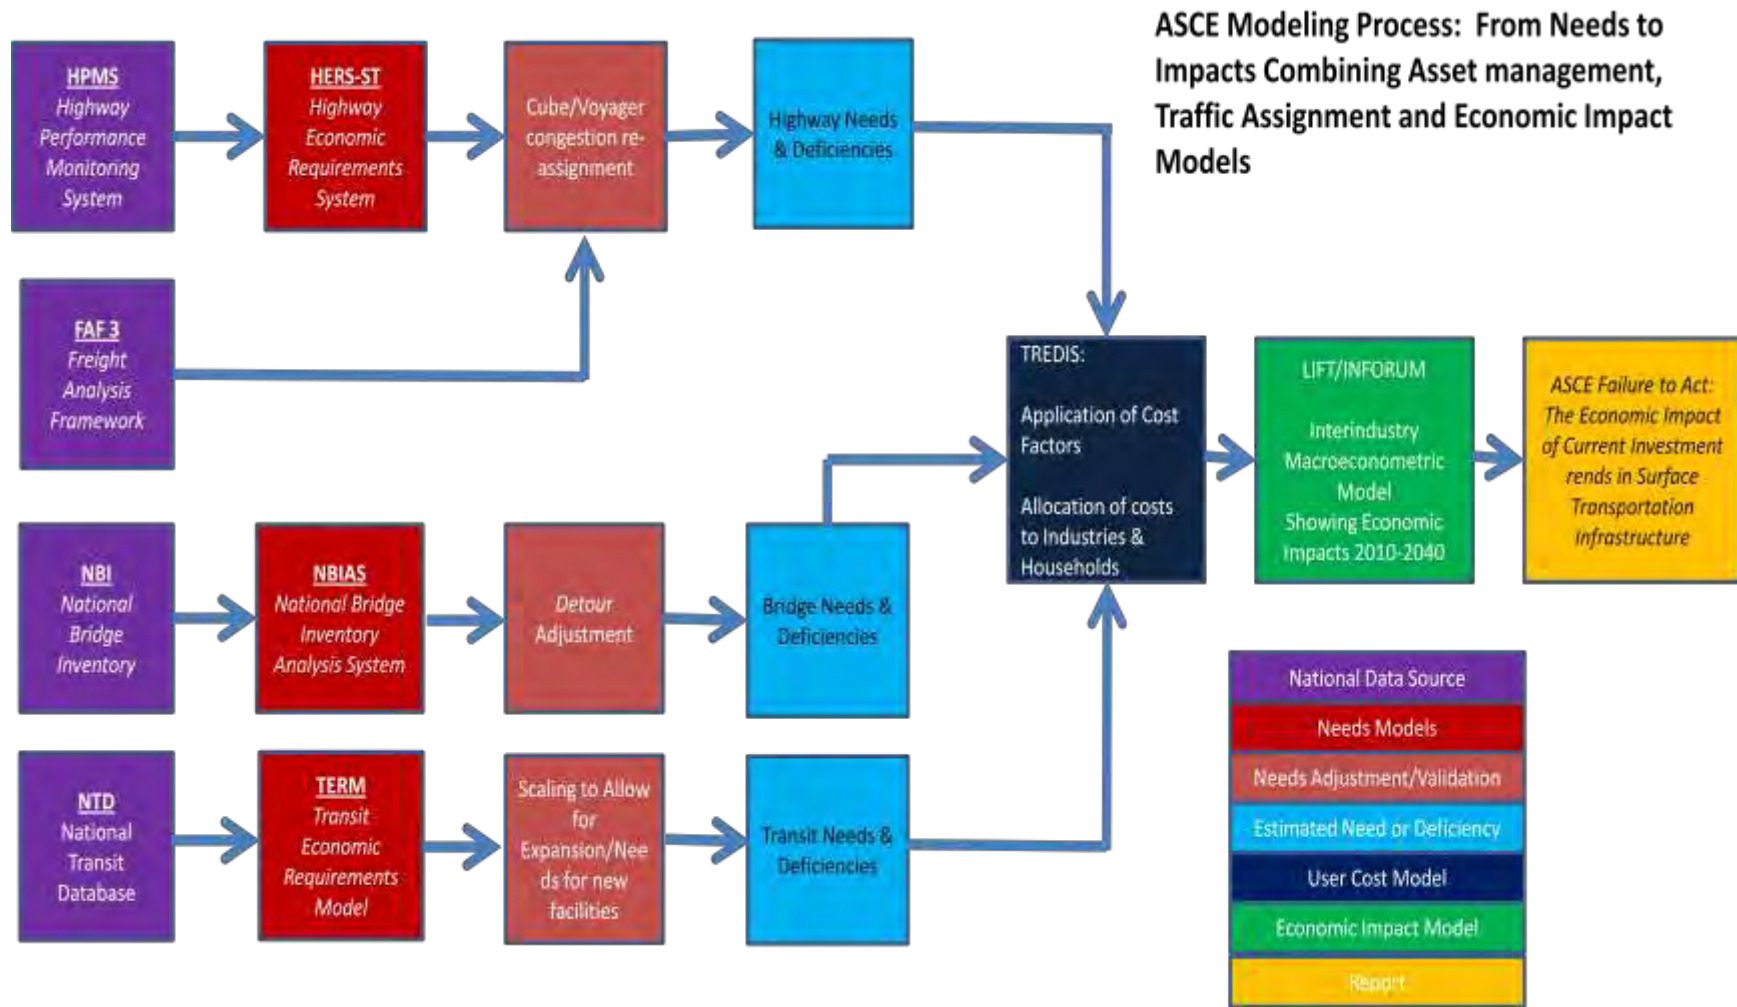 ASCE Modeling Process: From Needs to
Impacts Combining Asset management,
Traffic Assignment and Economic Impact
Models
HPMS
Highway
Performance
Monitoring
System
HERS-ST
Highway
Economic
Requirements
System
Cube/Voyager
congestion re-
assignment
Highway Needs
& Deficiencies
FAF 3
Freight
Analysis
Framework
TREDIS:
Application of Cost
Factors
Allocation of costs
to Industries &
Households
LIFT/INFORUM
Interindustry
Macroeconometric
Model
Showing Economic
Impacts 2010-2040
ASCE Failure to Act:
The Economic Impact
of Current Investment
rends in Surface
Transportation
Infrastructure
NBI
National
Bridge
Inventory
NBIAS
National Bridge
Inventory
Analysis System
Detour
Adjustment
Bridge Needs &
Deficiencies
NTD
National
Transit
Database
TERM
Transit
Economic
Requirements
Model
Scaling to Allow
for
Expansion/Nee
ds for new
facilities
Transit Needs &
Deficiencies
National Data Source
Needs Models
Needs Adjustment/Validation
Estimated Need or Deficiency
User Cost Model
Economic Impact Model
Report